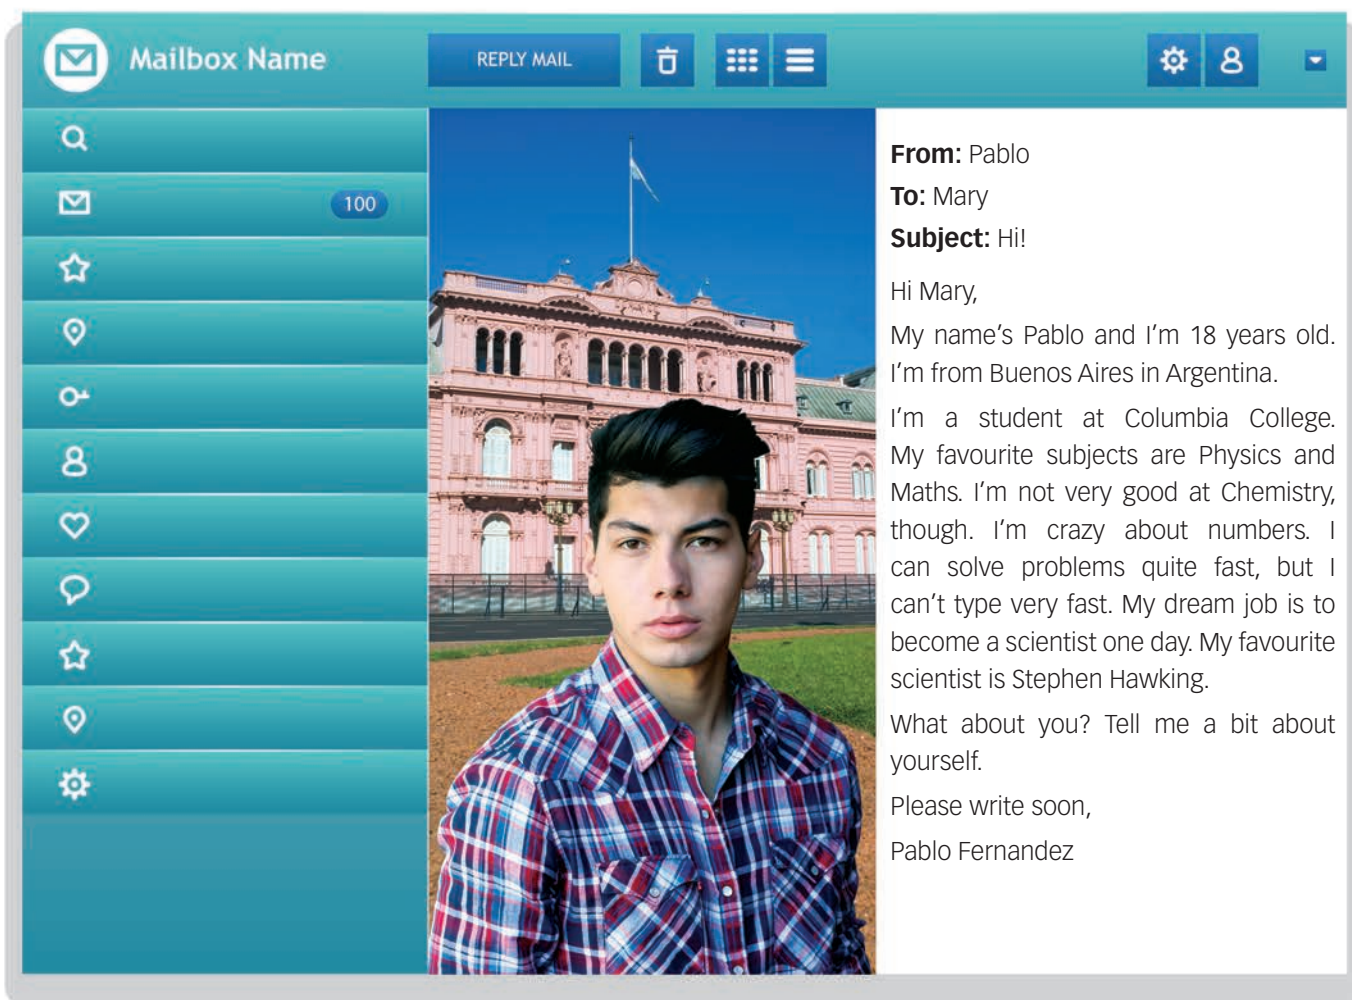 Mailbox Name
REPLY MAIL
100
From: Pablo
To: Mary
Subject: Hi!
Hi Mary,
My name's Pablo and I'm 18 years old.
I'm from Buenos Aires in Argentina.
I'm a student at Columbia College.
My favourite subjects are Physics and
Maths. I'm not very good at Chemistry,
though. I'm crazy about numbers. I
can solve problems quite fast, but I
can't type very fast. My dream job is to
become a scientist one day. My favourite
scientist is Stephen Hawking.
What about you? Tell me a bit about
yourself.
Please write soon,
Pablo Fernandez